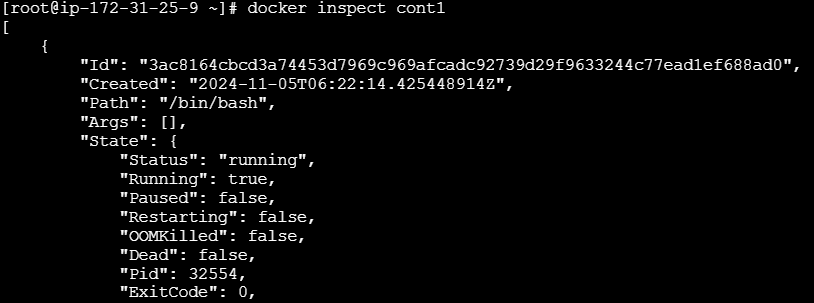 [root@ip-172-31-25-9 ~]# docker inspect cont1
[
    {
        "Id": "3ac8164cbcd3a74453d7969c969afcadc92739d29f9633244c77ead1ef688ad0",
        "Created": "2024-11-05T06:22:14.425448914Z",
        "Path": "/bin/bash",
        "Args": [],
        "State": {
            "Status": "running",
            "Running": true,
            "Paused": false,
            "Restarting": false,
            "OOMKilled": false,
            "Dead": false,
            "Pid": 32554,
            "ExitCode": 0,